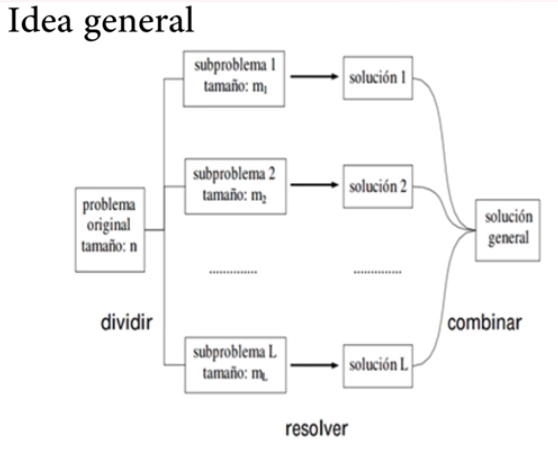 Idea general
problema
original
tamaño: n
dividir
subproblema 1
tamaño: m₁
solución 1
subproblema 2
tamaño: m₂
solución 2
..............
..............
subproblema L
tamaño: m_L
solución L
resolver
solución
general
combinar